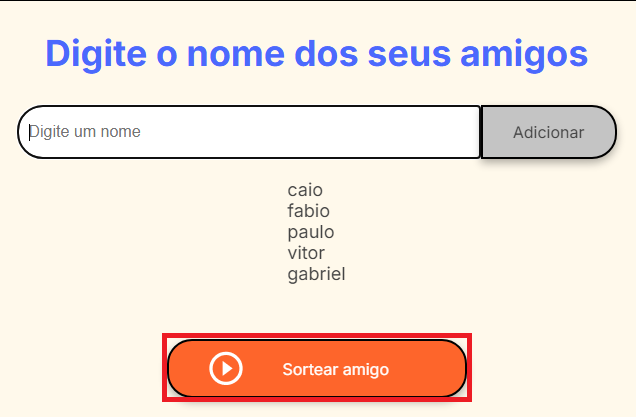 Digite o nome dos seus amigos
Digite um nome
Adicionar
caio
fabio
paulo
vitor
gabriel
Sortear amigo